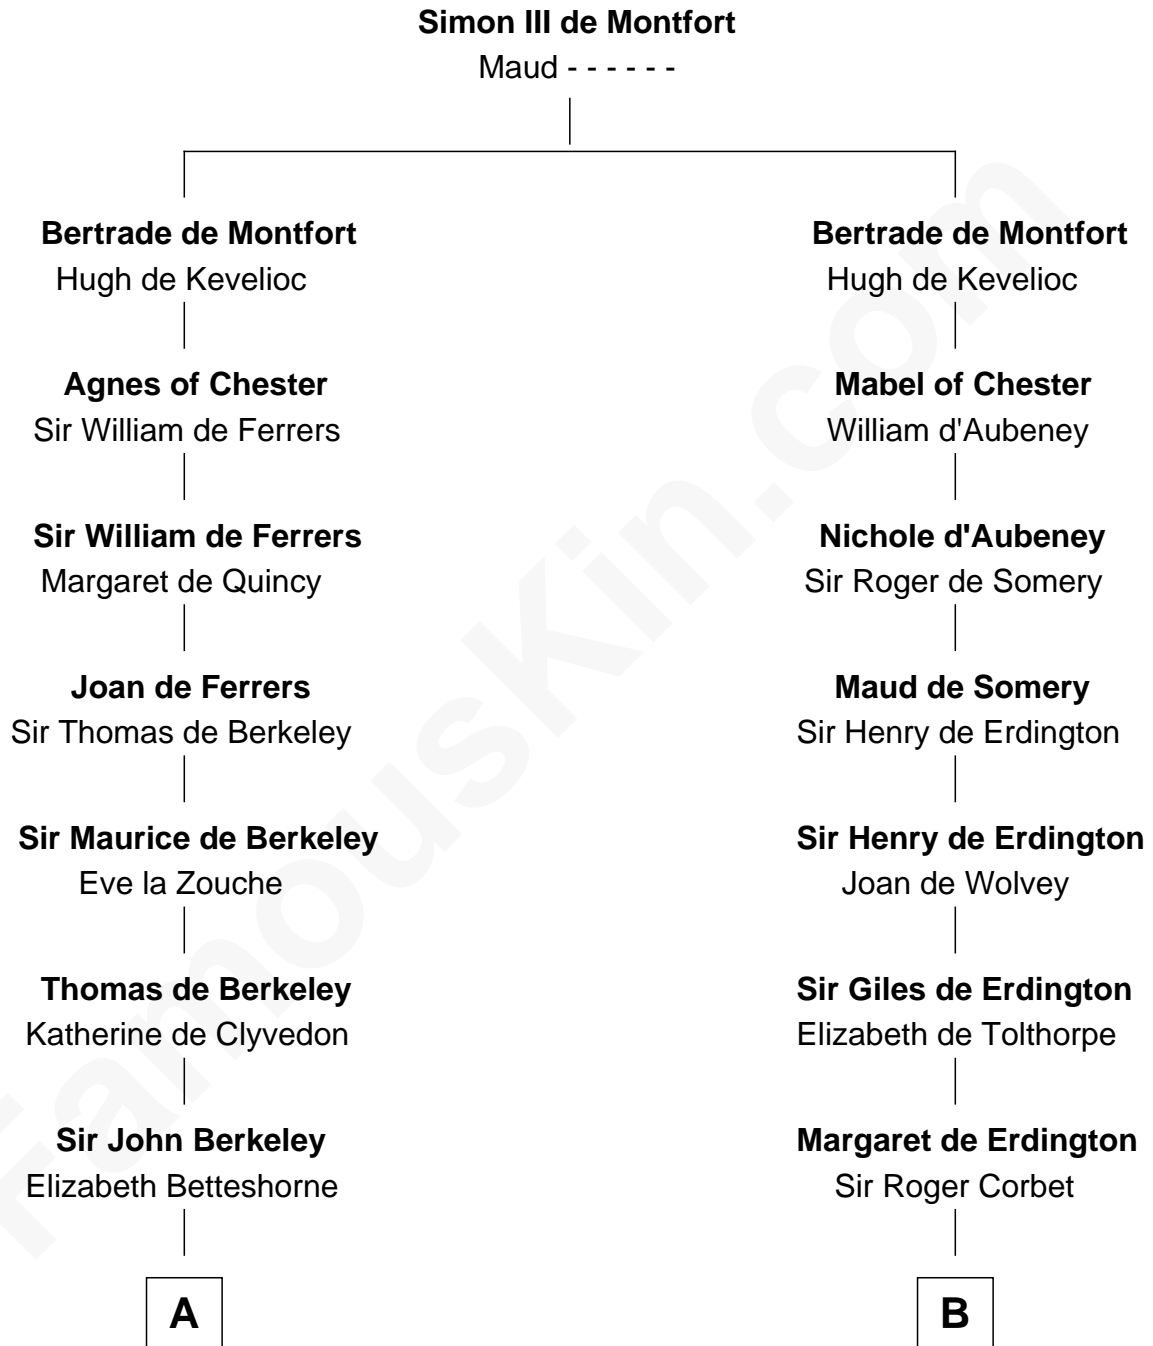 Simon III de Montfort
Maud - - - - - -
Bertrade de Montfort
Hugh de Kevelioc
Bertrade de Montfort
Hugh de Kevelioc
Agnes of Chester
Sir William de Ferrers
Mabel of Chester
William d'Aubeney
Sir William de Ferrers
Margaret de Quincy
Nichole d'Aubeney
Sir Roger de Somery
Joan de Ferrers
Sir Thomas de Berkeley
Maud de Somery
Sir Henry de Erdington
Sir Maurice de Berkeley
Eve la Zouche
Sir Henry de Erdington
Joan de Wolvey
Thomas de Berkeley
Katherine de Clyvedon
Sir Giles de Erdington
Elizabeth de Tolthorpe
Sir John Berkeley
Elizabeth Betteshorne
Margaret de Erdington
Sir Roger Corbet
A
B
FamousKin.com